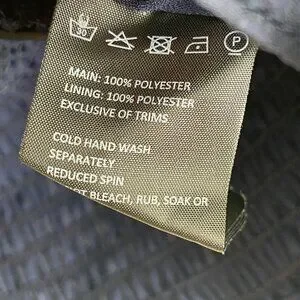 30
P
MAIN: 100% POLYESTER
LINING: 100% POLYESTER
EXCLUSIVE OF TRIMS
COLD HAND WASH
SEPARATELY
REDUCED SPIN
BLEACH, RUB, SOAK OR